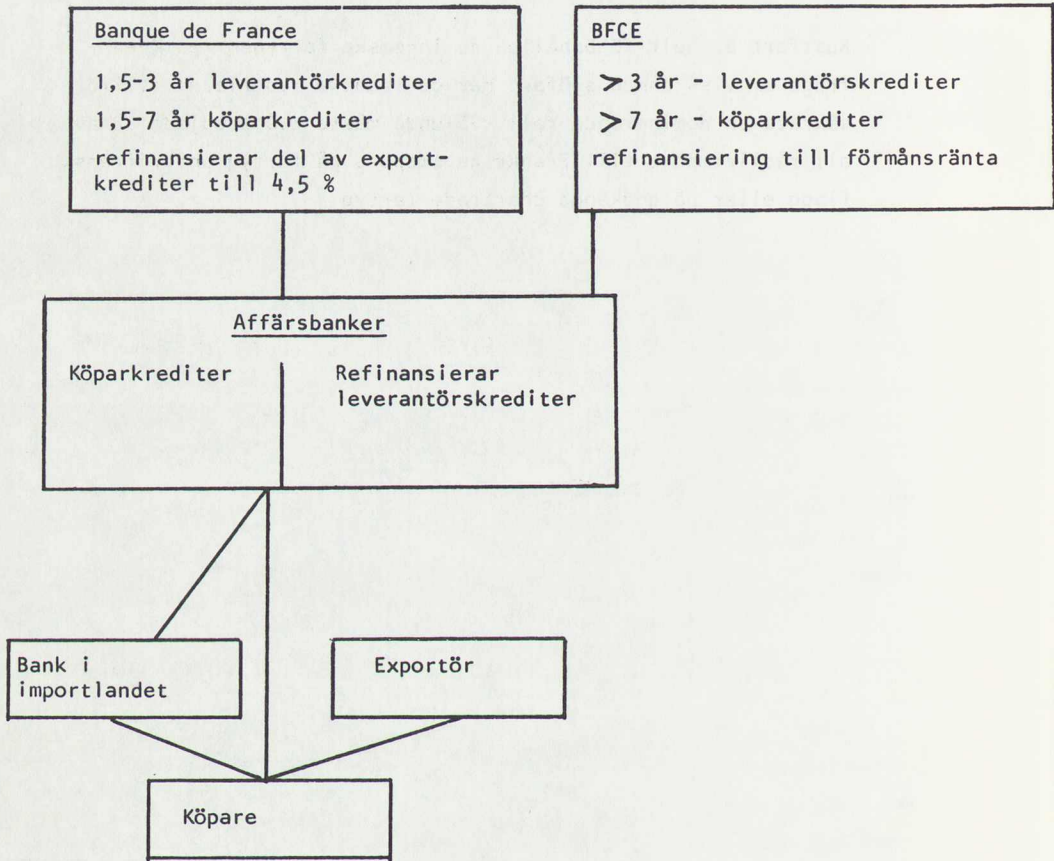 Banque de France
1,5-3 år leverantörkrediter
1,5-7 år köparkrediter
refinansierar del av export-
krediter till 4,5 %
BFCE
> 3 år - leverantörskrediter
> 7 år - köparkrediter
refinansiering till förmånsränta
Affärsbanker
Köparkrediter
Refinansierar
leverantörskrediter
Bank i
importlandet
Exportör
Köpare